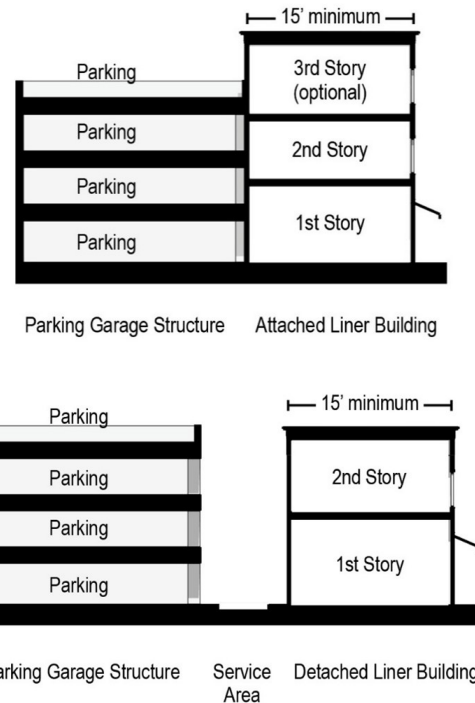 15' minimum
Parking
3rd Story
(optional)
Parking
2nd Story
Parking
1st Story
Parking
Parking Garage Structure
Attached Liner Building
15' minimum
Parking
Parking
2nd Story
Parking
1st Story
Parking
arking Garage Structure
Service
Area
Detached Liner Building